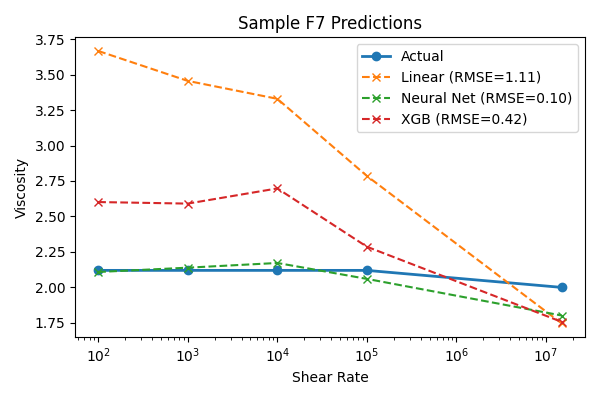 Sample F7 Predictions
Actual
Linear (RMSE=1.11)
Neural Net (RMSE=0.10)
XGB (RMSE=0.42)
3.75
3.50
3.25
3.00
2.75
2.50
2.25
2.00
1.75
Viscosity
10²
10³
10⁴
10⁵
10⁶
10⁷
Shear Rate